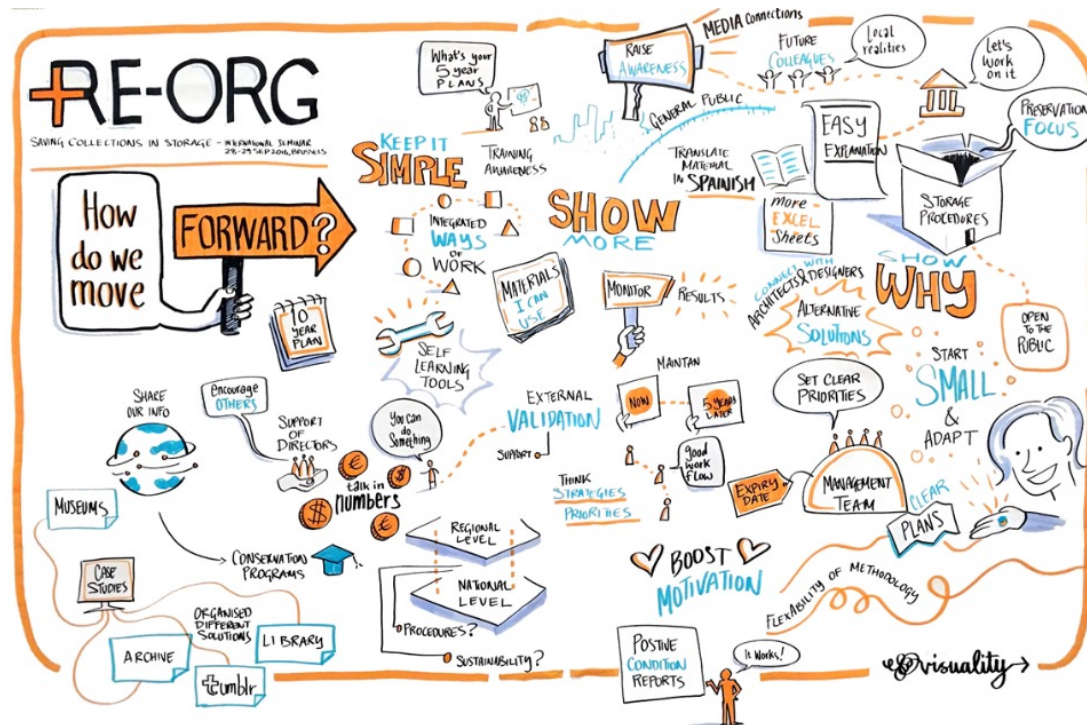 +RE-ORG
SAVING COLLECTIONS IN STORAGE - INTERNATIONAL SEMINAR
28-29 SEP 2016, BRUSSELS
How
do we
move
FORWARD?
10
YEAR
PLAN
What's your
5 year
PLANS
KEEP IT
SIMPLE
TRAINING
AWARENESS
INTEGRATED
WAYS
OF
WORK
MATERIALS
I CAN
USE
SELF
LEARNING
TOOLS
RAISE
AWARENESS
MEDIA CONNECTIONS
GENERAL PUBLIC
FUTURE
COLLEAGUES
Local
realities
Let's
work
on it
PRESERVATION
FOCUS
EASY
EXPLANATION
STORAGE
PROCEDURES
TRANSLATE
MATERIAL
IN SPAINISH
more
EXCEL
Sheets
SHOW
MORE
MONITOR
RESULTS
CONNECT WITH
ARCHITECTS & DESIGNERS
ALTERNATIVE
SOLUTIONS
SHOW
WHY
OPEN
TO THE
PUBLIC
START
SMALL
&
ADAPT
SET CLEAR
PRIORITIES
MANAGEMENT
TEAM
EXPIRY
DATE
CLEAR
PLANS
FLEXABILITY OF METHODOLOGY
MAINTAN
NOW
5 YEARS
LATER
good
work
flow
EXTERNAL
VALIDATION
SUPPORT
THINK
STRATEGIES
PRIORITIES
BOOST
MOTIVATION
POSTIVE
CONDITION
REPORTS
It works!
SHARE
OUR INFO
encourage
OTHERS
SUPPORT
OF
DIRECTORS
You can
do
Something
talk in
numbers
€
$
$
€
REGIONAL
LEVEL
NATIONAL
LEVEL
PROCEDURES?
SUSTAINABILITY?
MUSEUMS
CASE
STUDIES
CONSERVATION
PROGRAMS
ORGANISED
DIFFERENT
SOLUTIONS
LIBRARY
ARCHIVE
tumblr
visuality